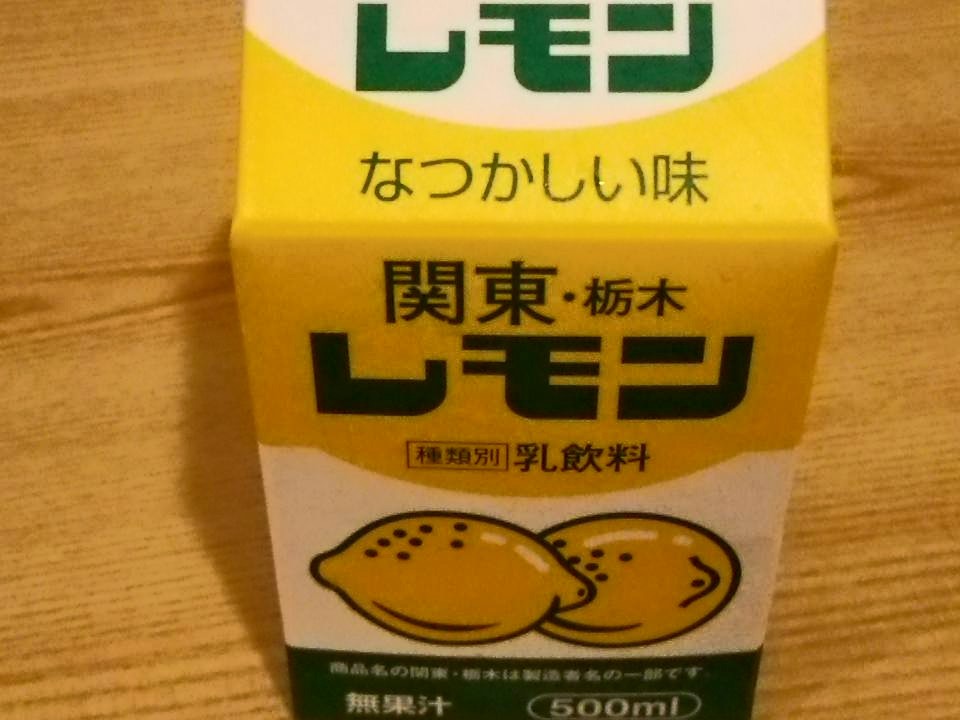 レモン
なつかしい味
関東・栃木
レモン
種類別 乳飲料
商品名の関東・栃木は製造者名の一部です。
無果汁 500ml